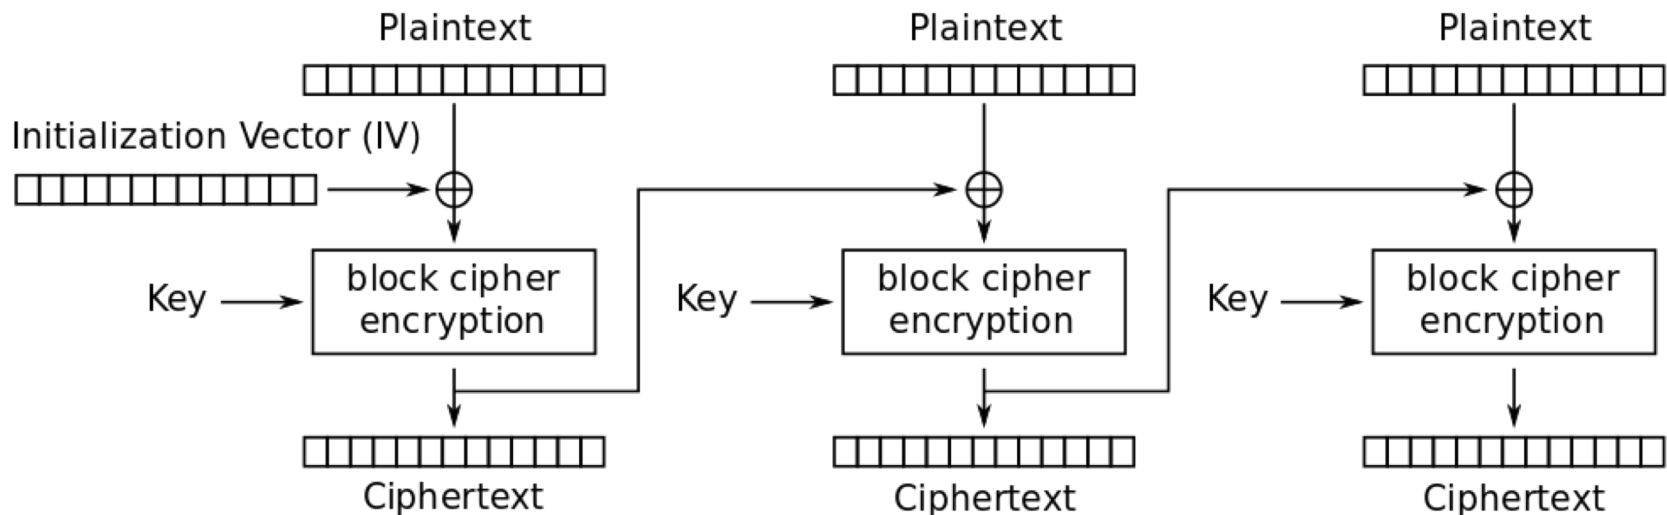 Plaintext
Plaintext
Plaintext
Initialization Vector (IV)
Key
block cipher
encryption
Key
block cipher
encryption
Key
block cipher
encryption
Ciphertext
Ciphertext
Ciphertext